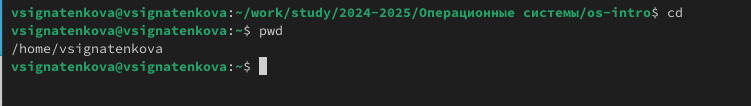 vsignatenkova@vsignatenkova:~/work/study/2024-2025/Операционные системы/os-intro$ cd
vsignatenkova@vsignatenkova:~$ pwd
/home/vsignatenkova
vsignatenkova@vsignatenkova:~$